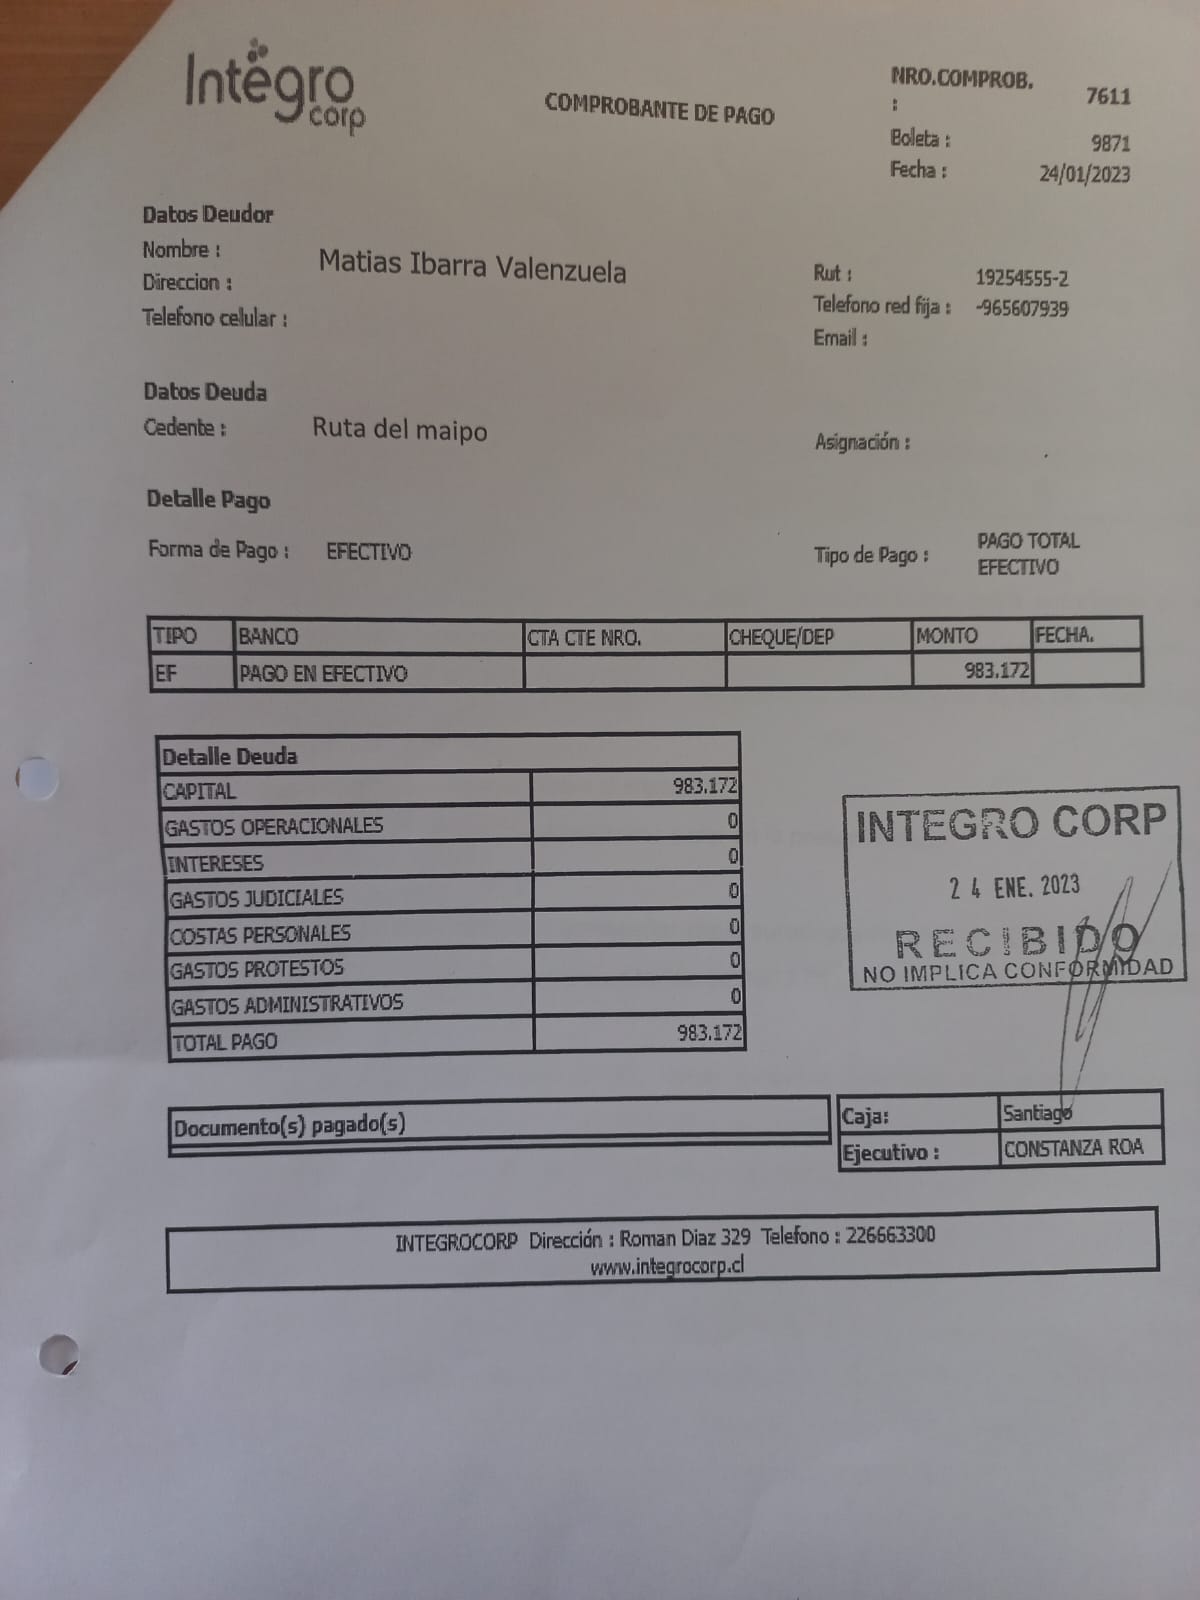 Intēgro
corp
COMPROBANTE DE PAGO
NRO.COMPROB. : 7611
Boleta : 9871
Fecha : 24/01/2023
Datos Deudor
Nombre : Matias Ibarra Valenzuela
Direccion :
Telefono celular :
Rut : 19254555-2
Telefono red fija : -965607939
Email :
Datos Deuda
Cedente : Ruta del maipo
Asignación :
Detalle Pago
Forma de Pago : EFECTIVO
Tipo de Pago : PAGO TOTAL
EFECTIVO
TIPO BANCO CTA CTE NRO. CHEQUE/DEP MONTO FECHA.
EF PAGO EN EFECTIVO 983.172
Detalle Deuda
CAPITAL 983.172
GASTOS OPERACIONALES 0
INTERESES 0
GASTOS JUDICIALES 0
COSTAS PERSONALES 0
GASTOS PROTESTOS 0
GASTOS ADMINISTRATIVOS 0
TOTAL PAGO 983.172
INTEGRO CORP
24 ENE. 2023
RECIBIDO
NO IMPLICA CONFORMIDAD
Documento(s) pagado(s)
Caja: Santiago
Ejecutivo : CONSTANZA ROA
INTEGROCORP Dirección : Roman Diaz 329 Telefono : 226663300
www.integrocorp.cl